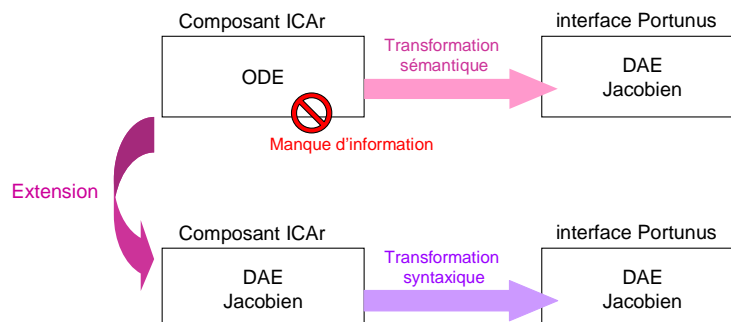 Composant ICAr
interface Portunus
ODE
Transformation
sémantique
DAE
Jacobien
Manque d'information
Extension
Composant ICAr
interface Portunus
DAE
Jacobien
Transformation
syntaxique
DAE
Jacobien